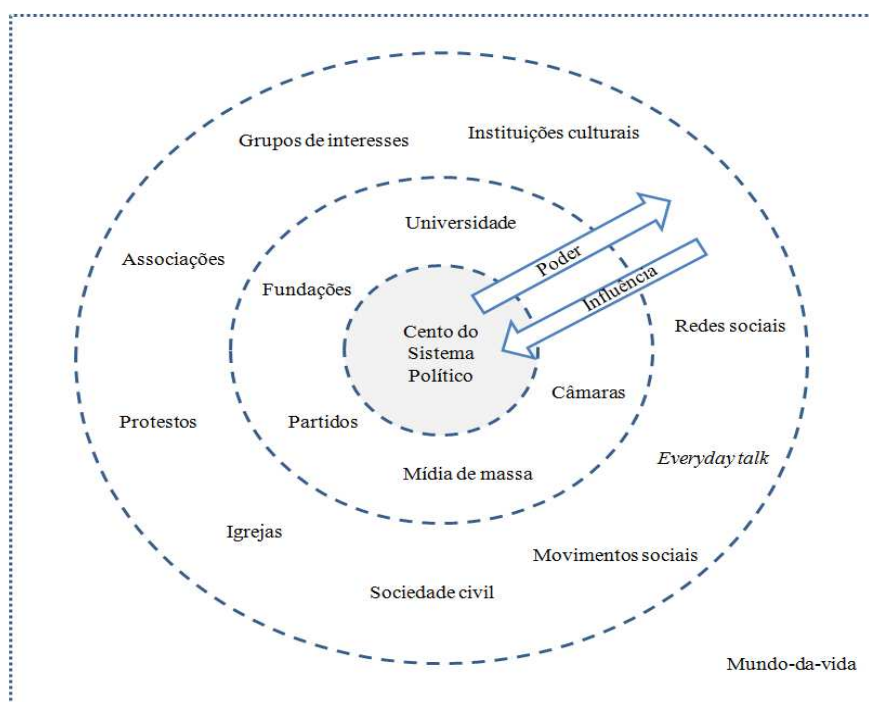 Instituições culturais
Grupos de interesses
Universidade
Associações
Poder
Fundações
Influência
Cento do
Sistema
Político
Redes sociais
Câmaras
Protestos
Partidos
Everyday talk
Mídia de massa
Igrejas
Movimentos sociais
Sociedade civil
Mundo-da-vida